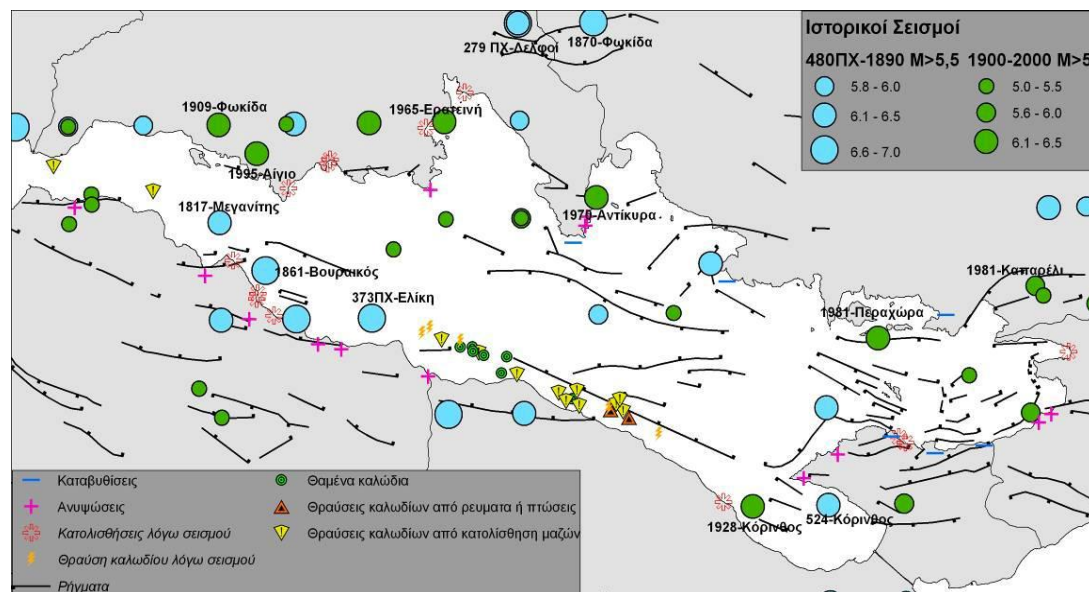 Ιστορικοί Σεισμοί
480ΠΧ-1890 Μ>5,5
1900-2000 Μ>5
5.8 - 6.0
5.0 - 5.5
6.1 - 6.5
5.6 - 6.0
6.6 - 7.0
6.1 - 6.5
279 ΠΧ-Δελφοί
1870-Φωκίδα
1909-Φωκίδα
1965-Ερατεινή
1995-Αίγιο
1817-Μεγανίτης
1970-Αντίκυρα
1861-Βουραικός
1981-Καπαρέλι
373ΠΧ-Ελίκη
1981-Περαχώρα
1928-Κόρινθος
524-Κόρινθος
Καταβυθίσεις
Θαμένα καλώδια
Ανυψώσεις
Θραύσεις καλωδίων από ρευματα ή πτώσεις
Κατολισθήσεις λόγω σεισμού
Θραύσεις καλωδίων από κατολίσθηση μαζών
Θραύση καλωδίου λόγω σεισμού
Ρήγματα